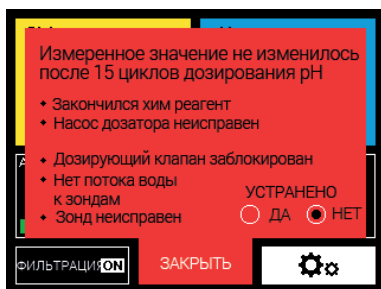 Измеренное значение не изменилось
после 15 циклов дозирования pH
• Закончился хим реагент
• Насос дозатора неисправен
• Дозирующий клапан заблокирован
• Нет потока воды
к зондам
• Зонд неисправен
УСТРАНЕНО
ДА НЕТ
ФИЛЬТРАЦИЯ ON
ЗАКРЫТЬ